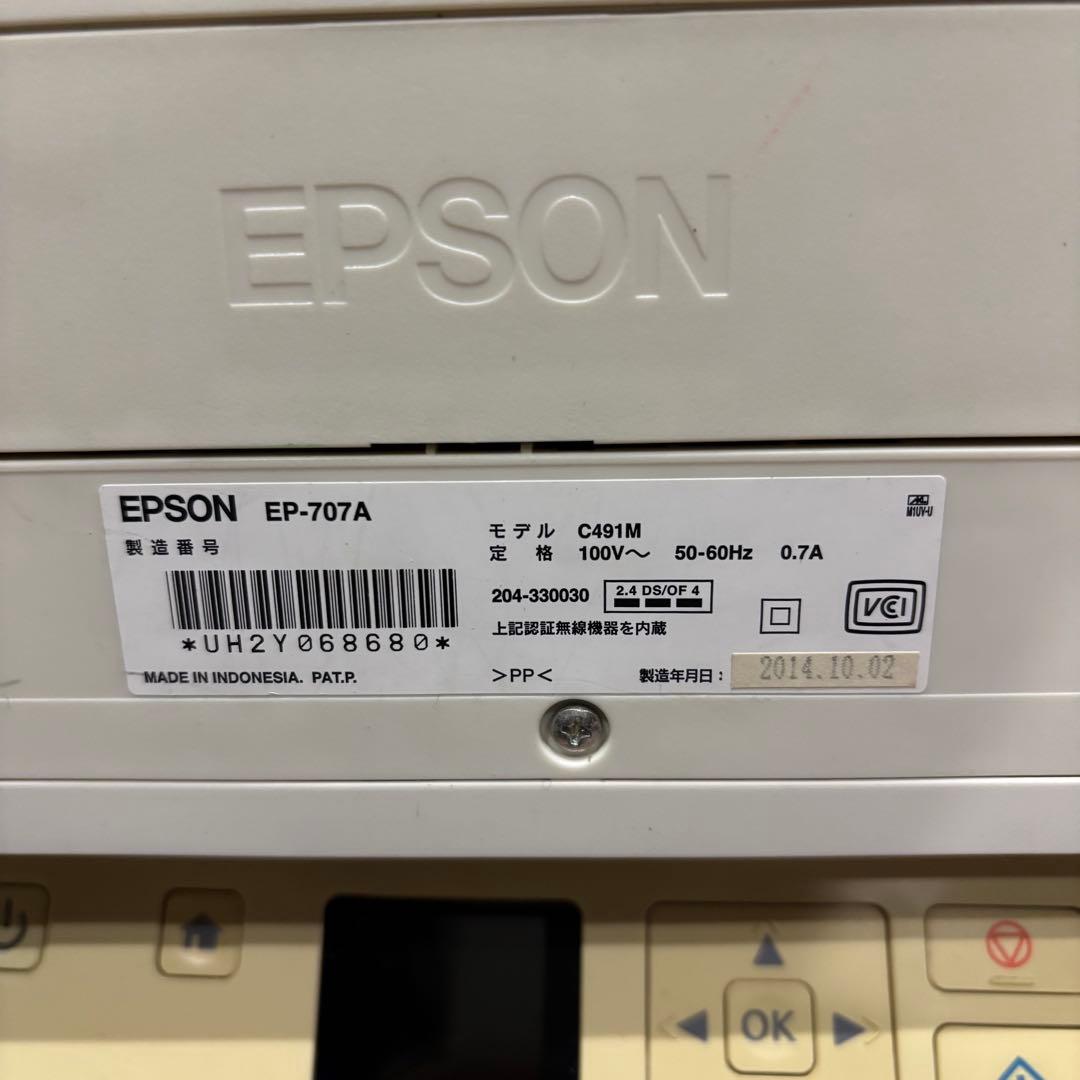 EPSON
EPSON EP-707A
製造番号
*UH2Y068680*
MADE IN INDONESIA. PAT.P.
モデル C491M
定格 100V～ 50-60Hz 0.7A
204-330030 2.4 DS/OF 4
上記認証無線機器を内蔵
>PP<
製造年月日: 2014.10.02
M1UV-U
VCCI
OK